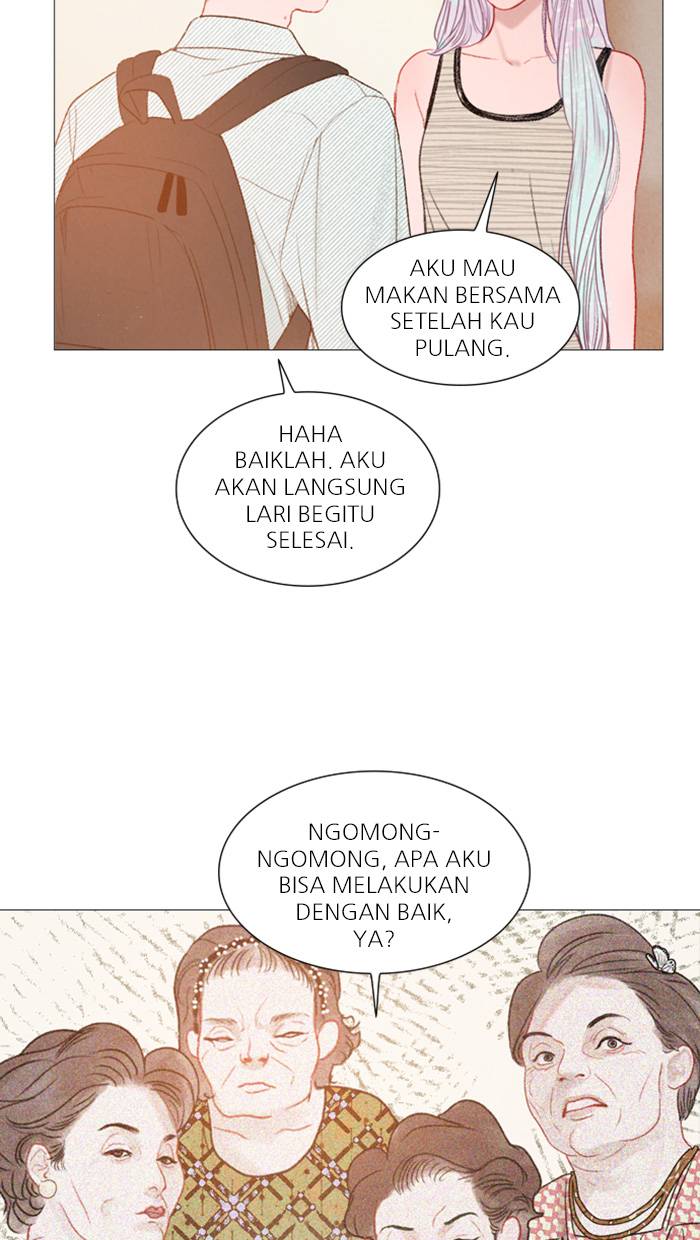 AKU MAU
MAKAN BERSAMA
SETELAH KAU
PULANG.
HAHA
BAIKLAH. AKU
AKAN LANGSUNG
LARI BEGITU
SELESAI.
NGOMONG-
NGOMONG, APA AKU
BISA MELAKUKAN
DENGAN BAIK,
YA?